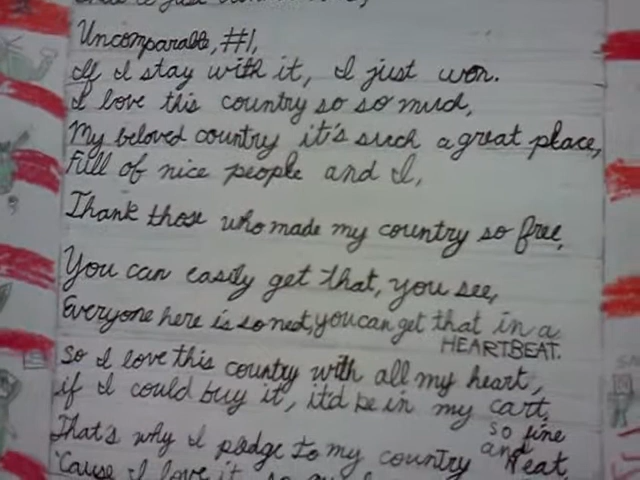 Uncomparable, #1,
If I stay with it, I just won.
I love this country so so much,
My beloved country it's such a great place,
Full of nice people and I,
Thank those who made my country so free,
You can easily get that, you see,
Everyone here is so neat, you can get that in a
HEARTBEAT.
So I love this country with all my heart,
if I could buy it, it'd be in my cart,
so fine
That's why I pledge to my country and neat,
'Cause I love it, so